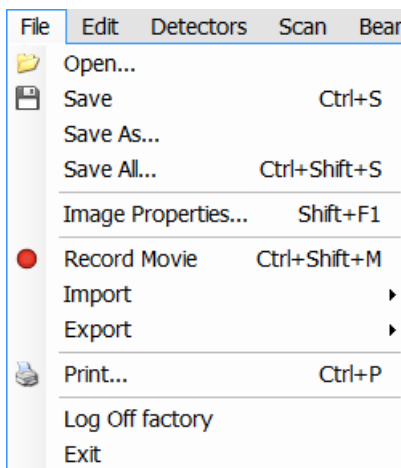 File Edit Detectors Scan Bear
Open...
Save Ctrl+S
Save As...
Save All... Ctrl+Shift+S
Image Properties... Shift+F1
Record Movie Ctrl+Shift+M
Import
Export
Print... Ctrl+P
Log Off factory
Exit